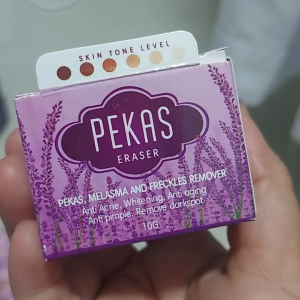 SKIN TONE LEVEL
PEKAS
ERASER
PEKAS, MELASMA AND FRECKLES REMOVER
Anti Acne, Whitening, Anti aging
Anti pimple, Remove darkspot
10G